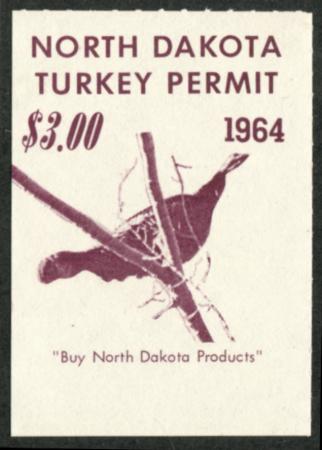 NORTH DAKOTA
TURKEY PERMIT
$3.00 1964
"Buy North Dakota Products"